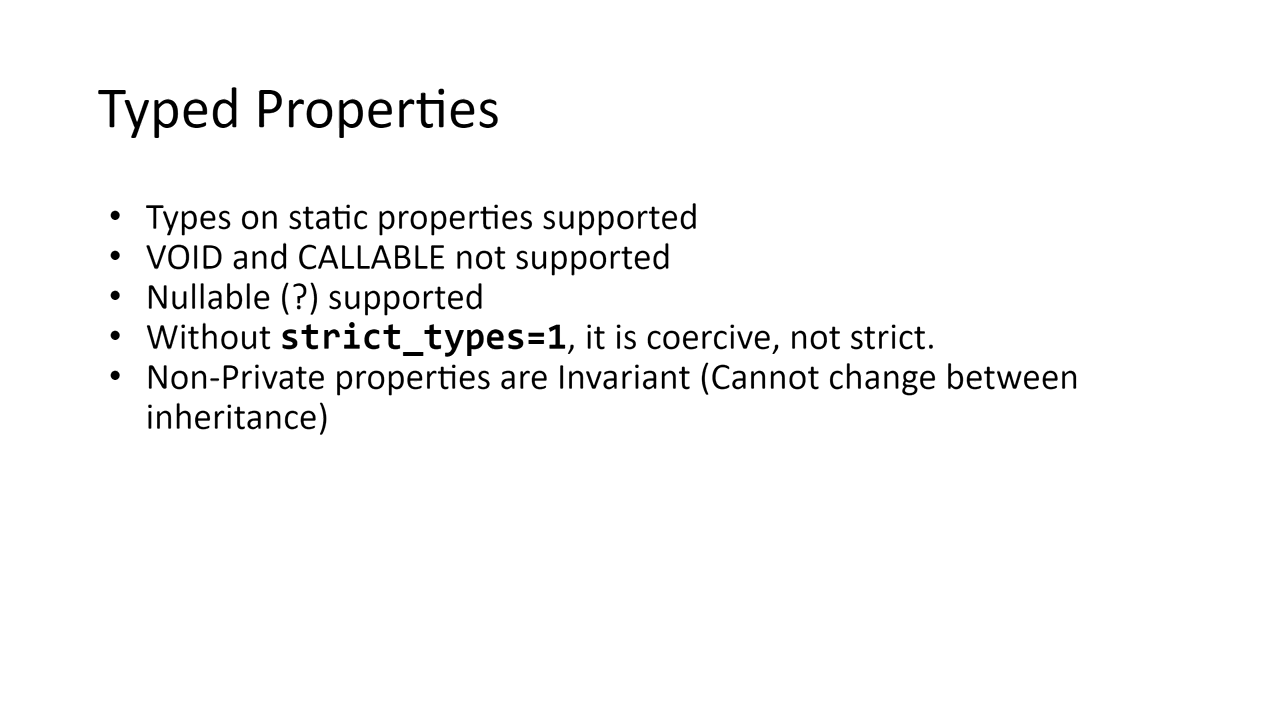 Typed Properties
• Types on static properties supported
• VOID and CALLABLE not supported
• Nullable (?) supported
• Without strict_types=1, it is coercive, not strict.
• Non-Private properties are Invariant (Cannot change between
inheritance)